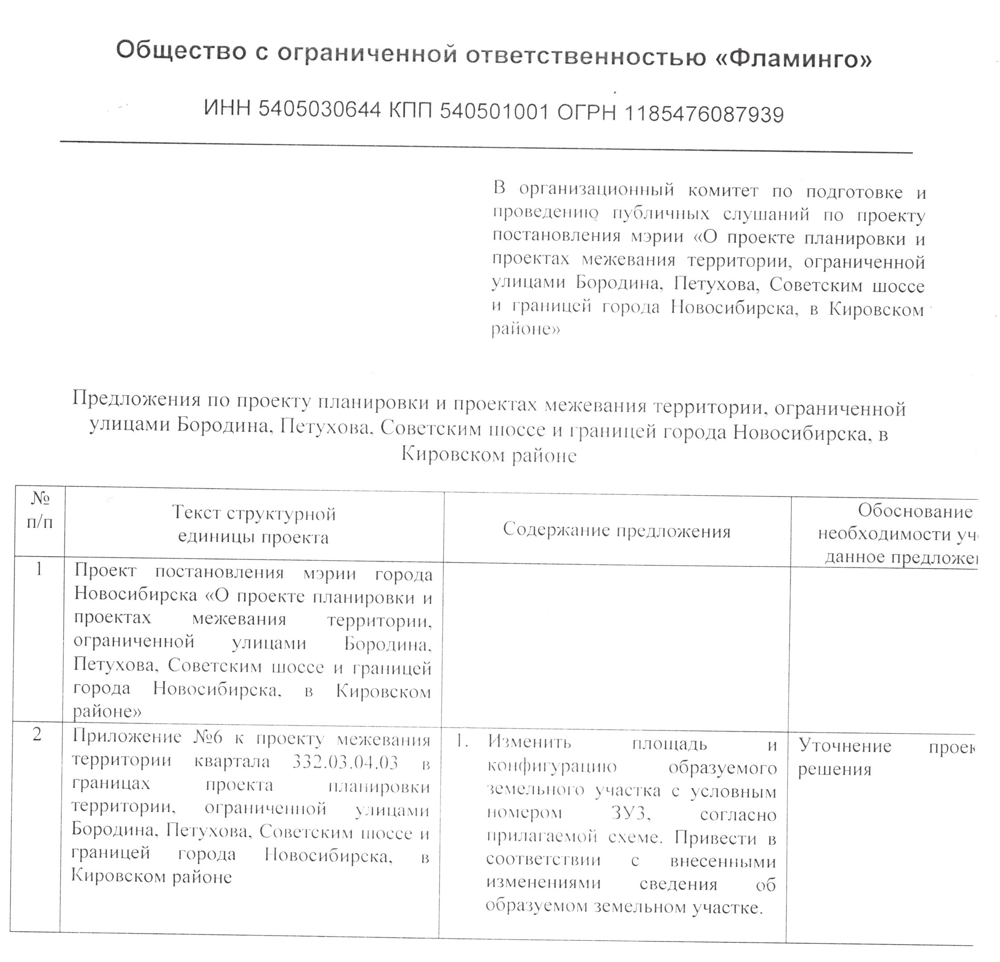 Общество с ограниченной ответственностью «Фламинго»
ИНН 5405030644 КПП 540501001 ОГРН 1185476087939
В организационный комитет по подготовке и
проведению публичных слушаний по проекту
постановления мэрии «О проекте планировки и
проектах межевания территории, ограниченной
улицами Бородина, Петухова, Советским шоссе
и границей города Новосибирска, в Кировском
районе»
Предложения по проекту планировки и проектах межевания территории, ограниченной
улицами Бородина, Петухова, Советским шоссе и границей города Новосибирска, в
Кировском районе
№
п/п
Текст структурной
единицы проекта
Содержание предложения
Обоснование
необходимости
данное
1
Проект постановления мэрии города
Новосибирска «О проекте планировки и
проектах межевания территории,
ограниченной улицами Бородина,
Петухова, Советским шоссе и границей
города Новосибирска, в Кировском
районе»
2
Приложение №6 к проекту межевания
территории квартала 332.03.04.03 в
границах проекта планировки
территории, ограниченной улицами
Бородина, Петухова, Советским шоссе и
границей города Новосибирска, в
Кировском районе
1. Изменить площадь и
конфигурацию образуемого
земельного участка с условным
номером ЗУ3, согласно
прилагаемой схеме. Привести в
соответствии с внесенными
изменениями сведения об
образуемом земельном участке.
Уточнение
решения